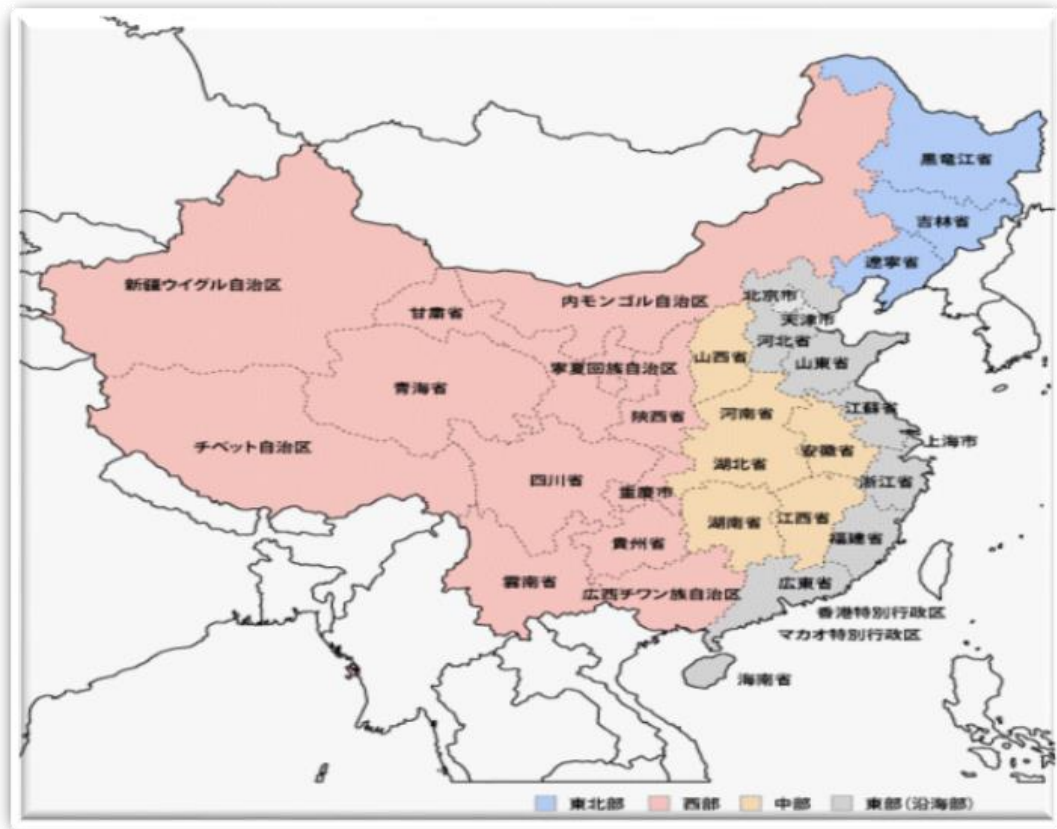 黒竜江省
吉林省
遼寧省
新疆ウイグル自治区
内モンゴル自治区
北京市
甘粛省
天津市
河北省
山西省
山東省
寧夏回族自治区
青海省
陝西省
河南省
江蘇省
チベット自治区
安徽省
上海市
湖北省
四川省
重慶市
浙江省
湖南省
江西省
福建省
貴州省
雲南省
広西チワン族自治区
広東省
香港特別行政区
マカオ特別行政区
海南省
東北部 西部 中部 東部(沿海部)